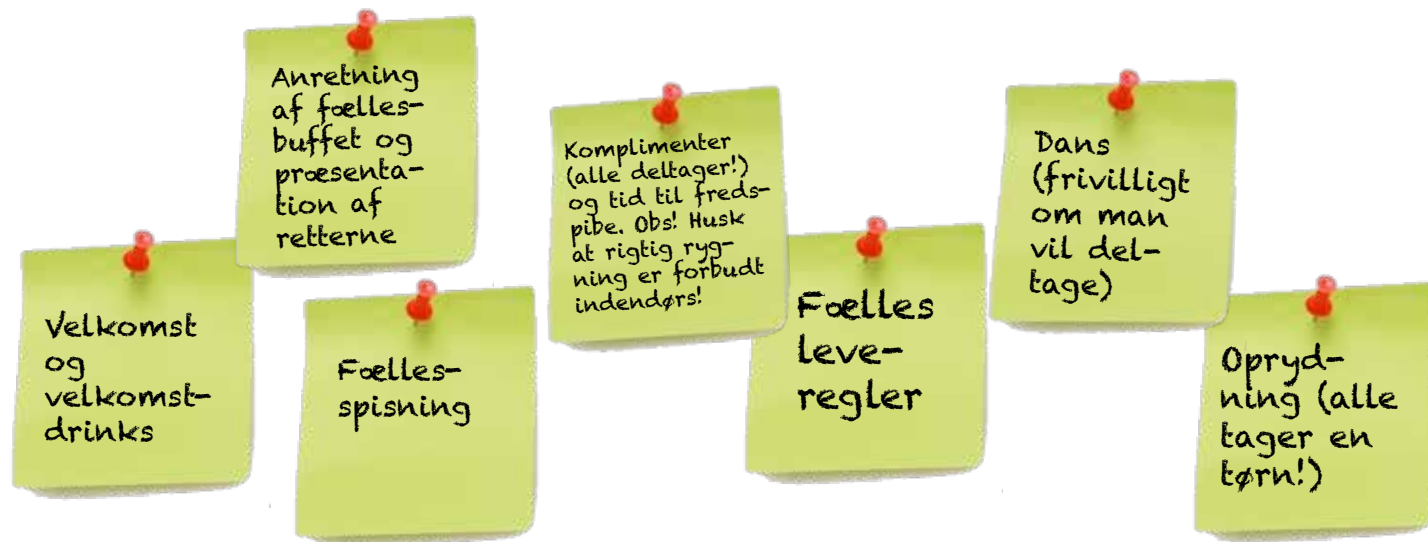 Velkomst
og
velkomst-
drinks
Anretning
af fælles-
buffet og
præsenta-
tion af
retterne
Fælles-
spisning
Komplimenter
(alle deltager!)
og tid til freds-
pibe. Obs! Husk
at rigtig ryg-
ning er forbudt
indendørs!
Fælles
leve-
regler
Dans
(frivilligt
om man
vil del-
tage)
Opryd-
ning (alle
tager en
tørn!)